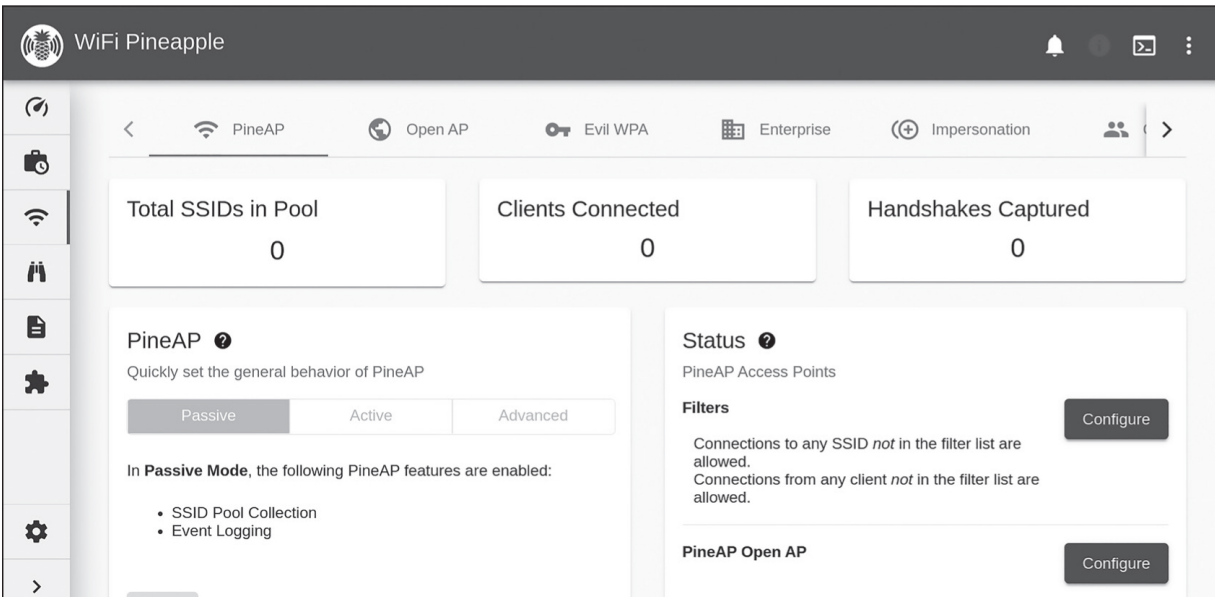 WiFi Pineapple
PineAP
Open AP
Evil WPA
Enterprise
Impersonation
Total SSIDs in Pool
0
Clients Connected
0
Handshakes Captured
0
PineAP
Quickly set the general behavior of PineAP
Passive
Active
Advanced
In Passive Mode, the following PineAP features are enabled:
• SSID Pool Collection
• Event Logging
Status
PineAP Access Points
Filters
Configure
Connections to any SSID not in the filter list are
allowed.
Connections from any client not in the filter list are
allowed.
PineAP Open AP
Configure